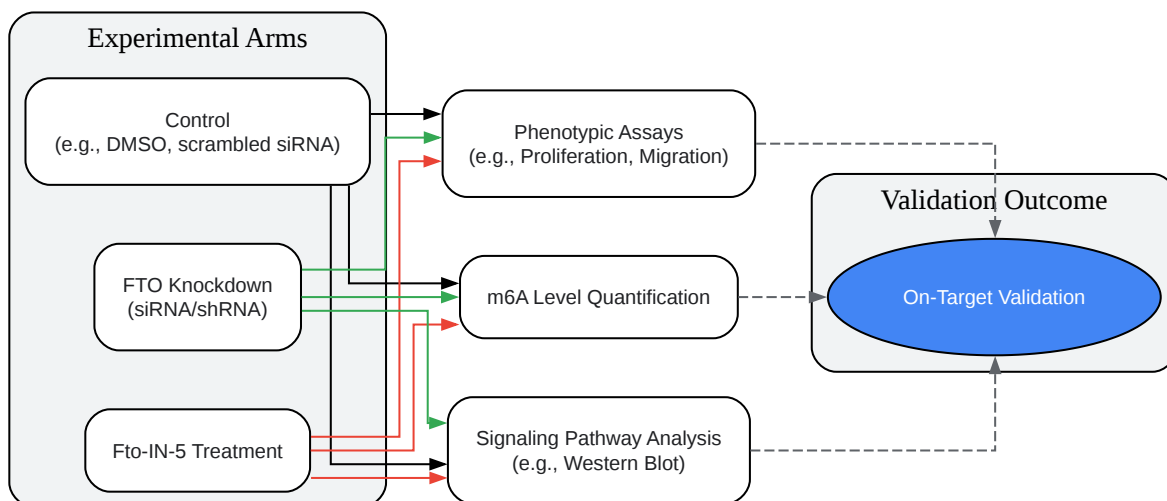 Experimental Arms
Control
(e.g., DMSO, scrambled siRNA)
FTO Knockdown
(siRNA/shRNA)
Fto-IN-5 Treatment
Phenotypic Assays
(e.g., Proliferation, Migration)
m6A Level Quantification
Signaling Pathway Analysis
(e.g., Western Blot)
Validation Outcome
On-Target Validation